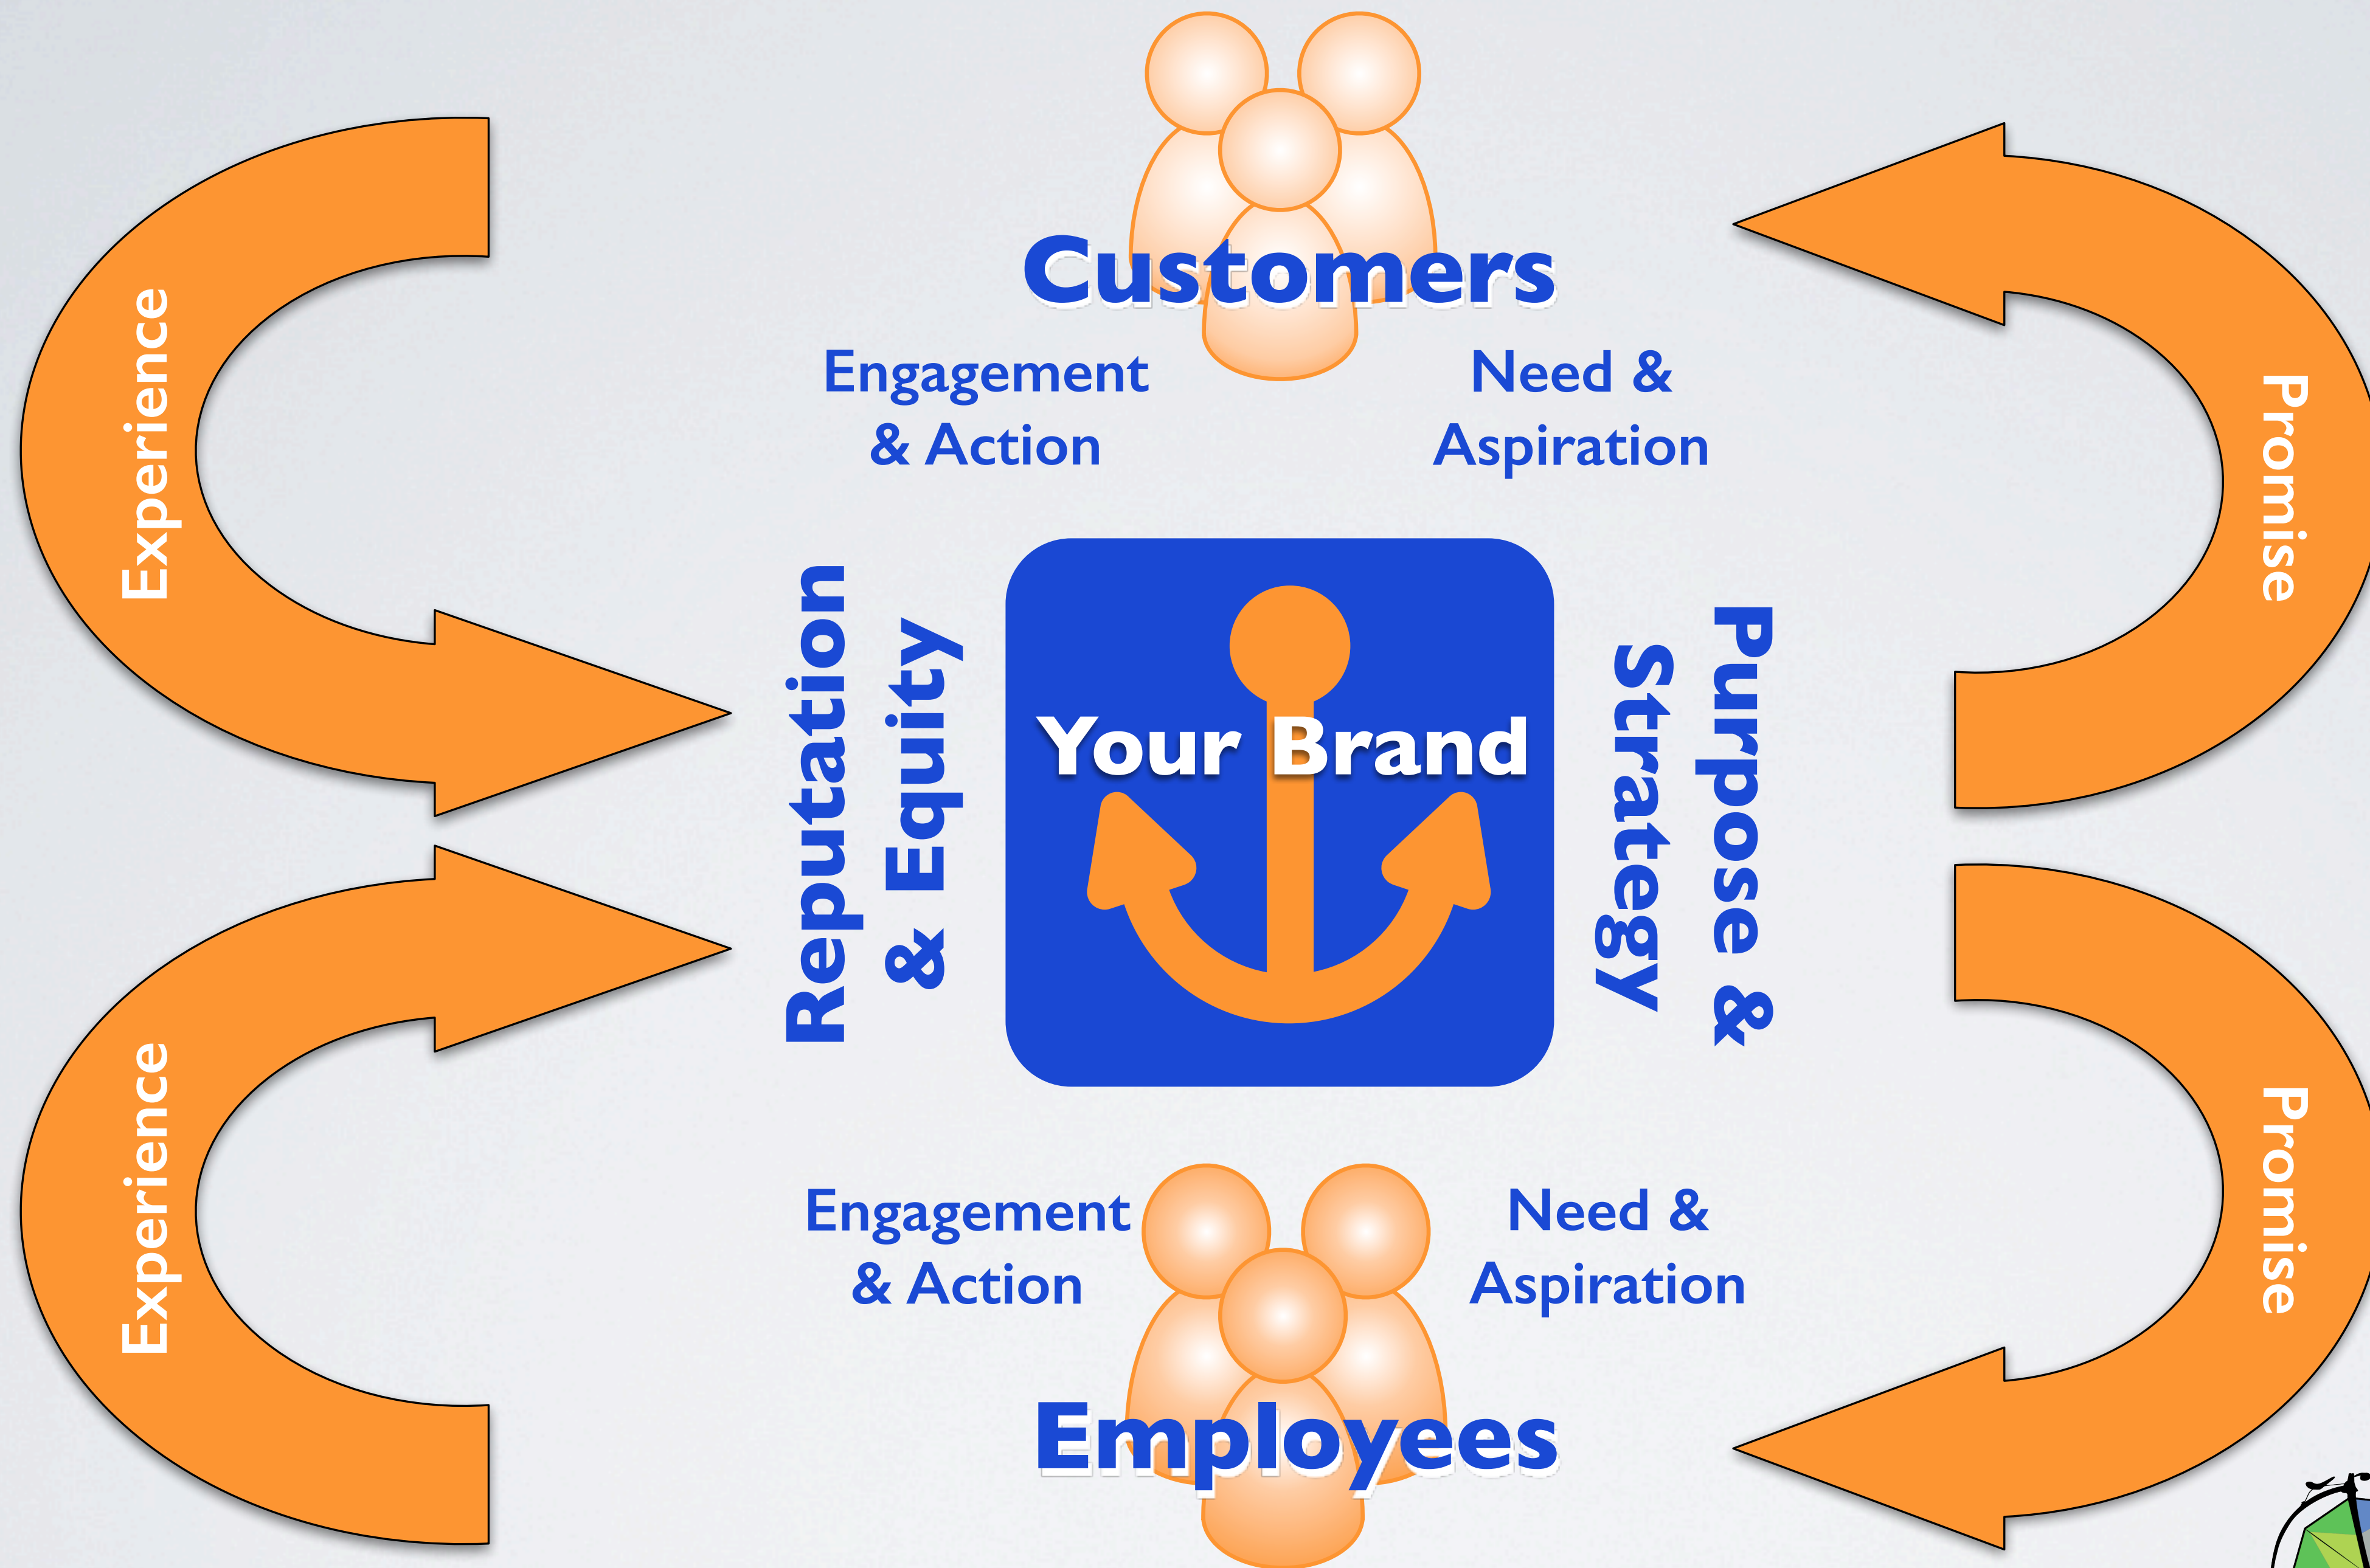 Customers
Engagement
& Action
Need &
Aspiration
Experience
Promise
Reputation
& Equity
Your Brand
Purpose &
Strategy
Experience
Promise
Engagement
& Action
Need &
Aspiration
Employees